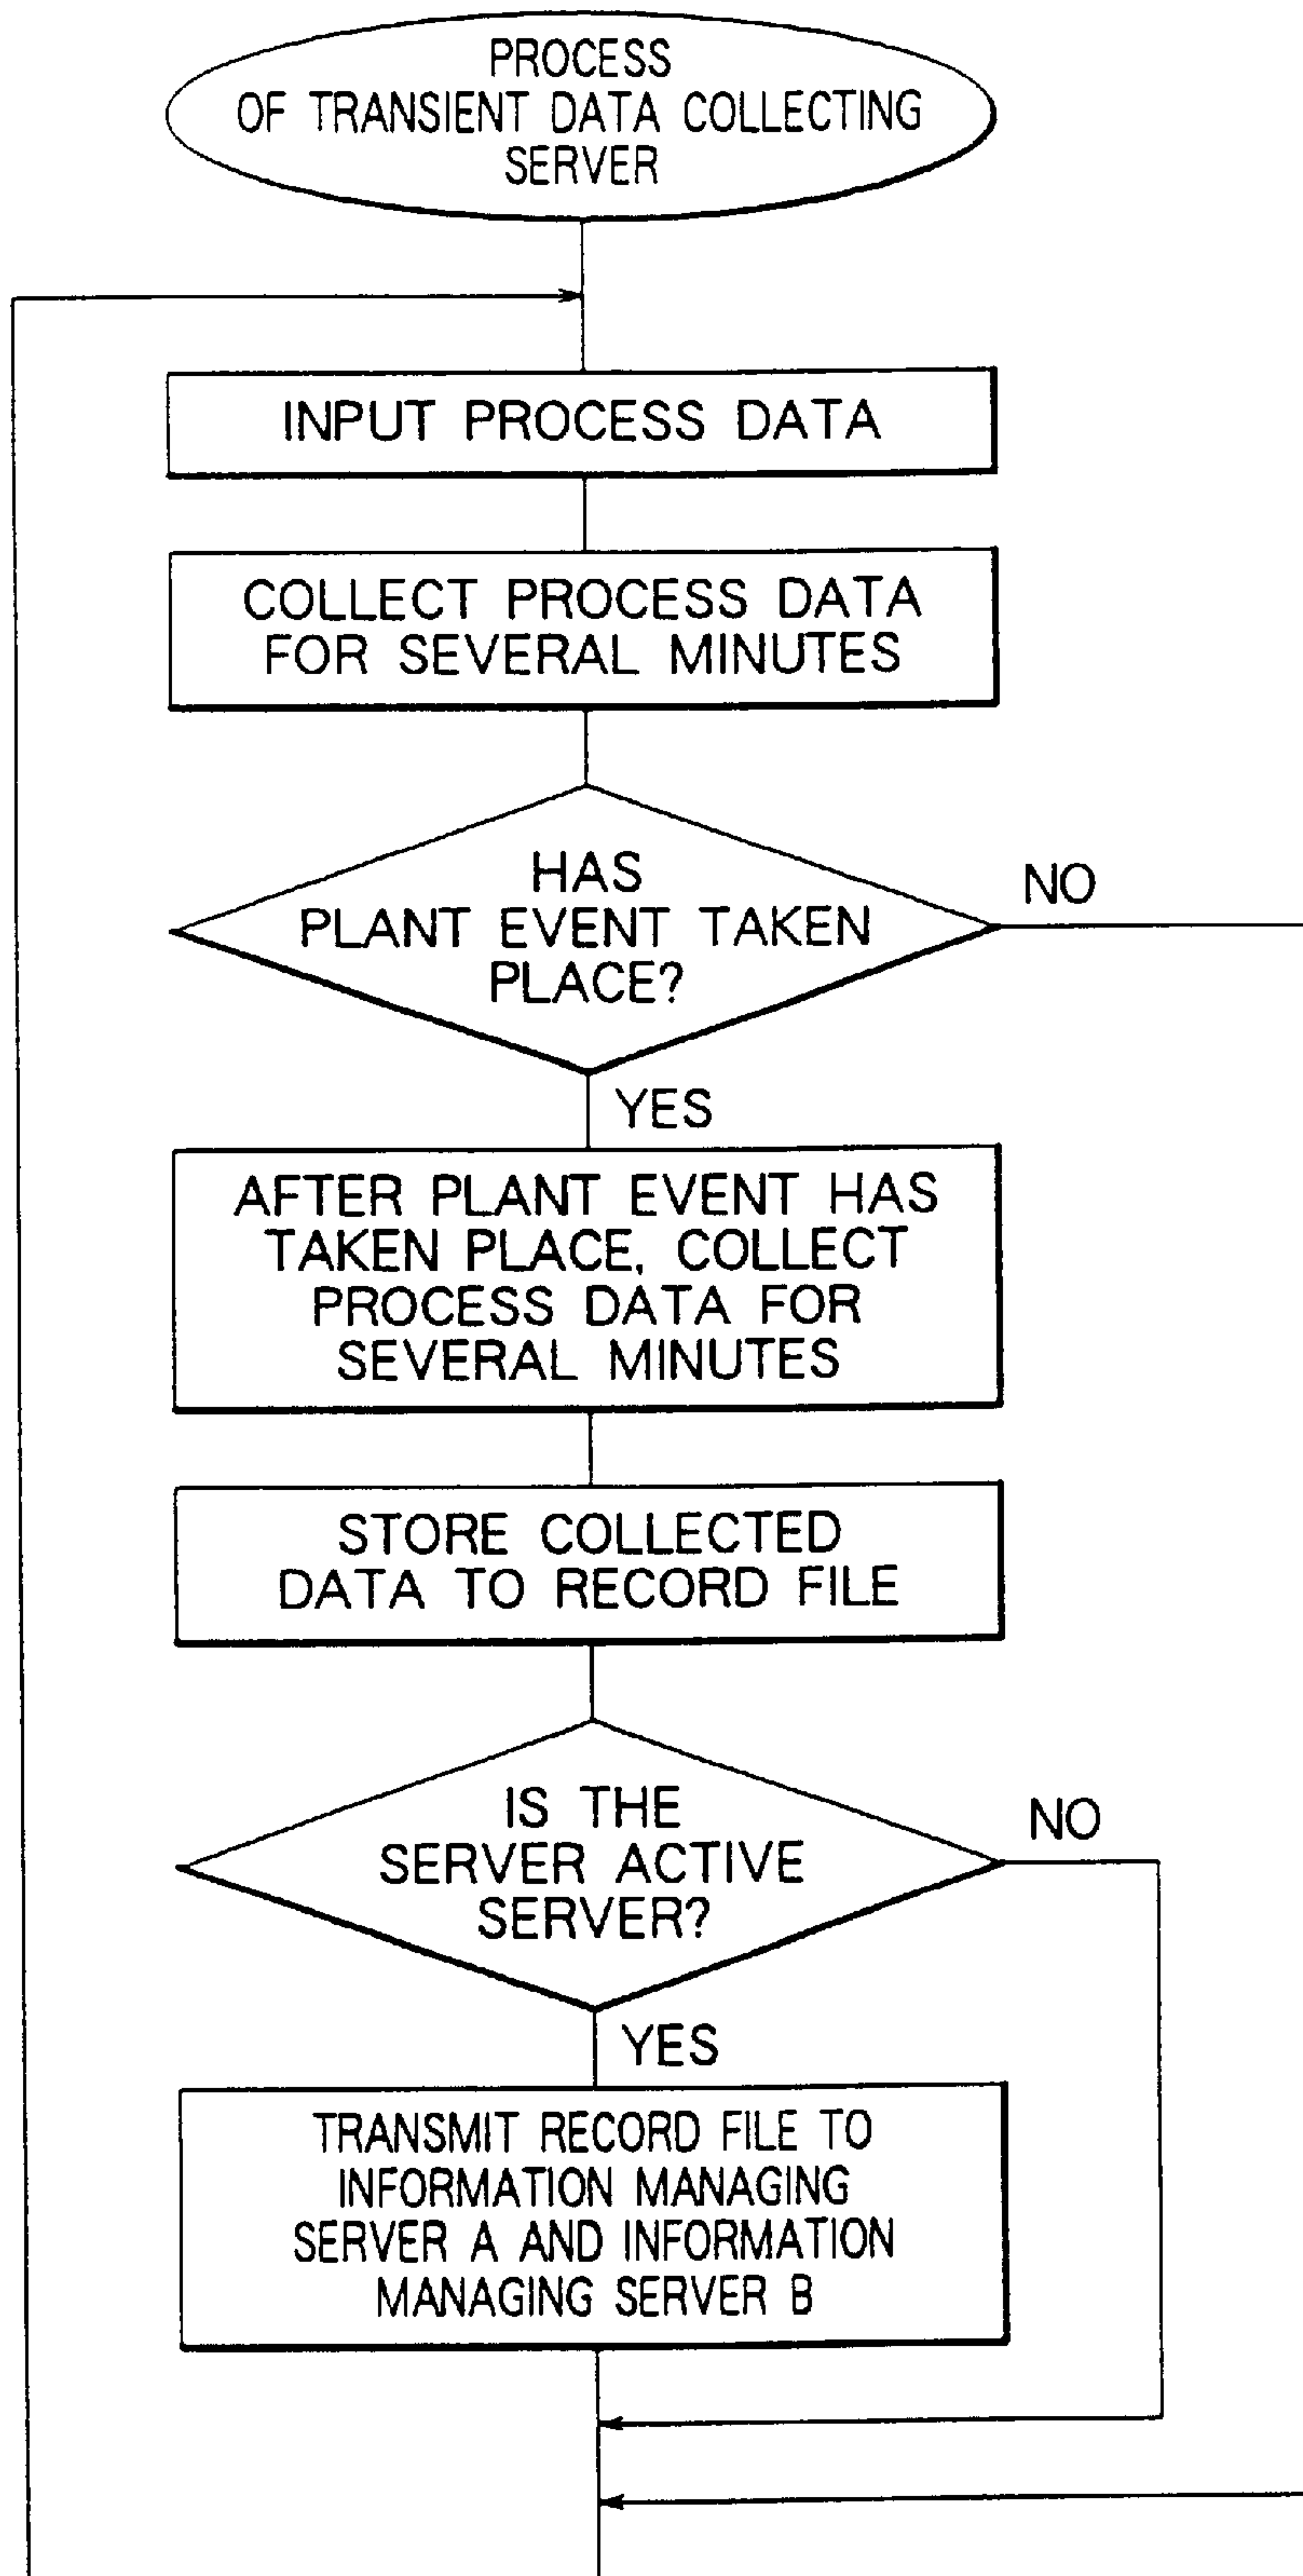 PROCESS
OF TRANSIENT DATA COLLECTING
SERVER
INPUT PROCESS DATA
COLLECT PROCESS DATA
FOR SEVERAL MINUTES
HAS
PLANT EVENT TAKEN
PLACE?
NO
YES
AFTER PLANT EVENT HAS
TAKEN PLACE, COLLECT
PROCESS DATA FOR
SEVERAL MINUTES
STORE COLLECTED
DATA TO RECORD FILE
IS THE
SERVER ACTIVE
SERVER?
NO
YES
TRANSMIT RECORD FILE TO
INFORMATION MANAGING
SERVER A AND INFORMATION
MANAGING SERVER B